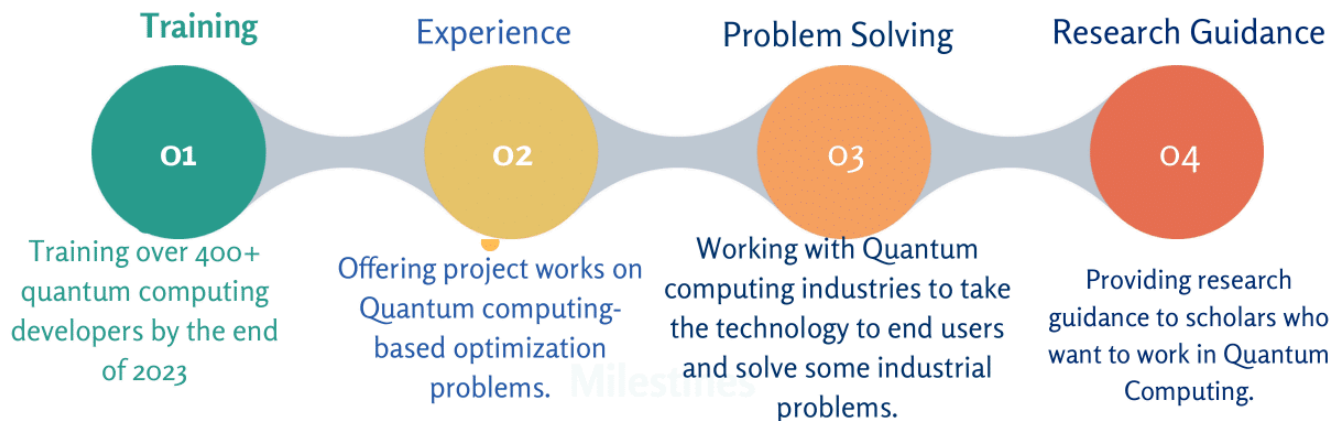 Training
Experience
Problem Solving
Research Guidance
01
02
03
04
Training over 400+
quantum computing
developers by the end
of 2023
Offering project works on
Quantum computing-
based optimization
problems.
Working with Quantum
computing industries to take
the technology to end users
and solve some industrial
problems.
Providing research
guidance to scholars who
want to work in Quantum
Computing.
Milestines